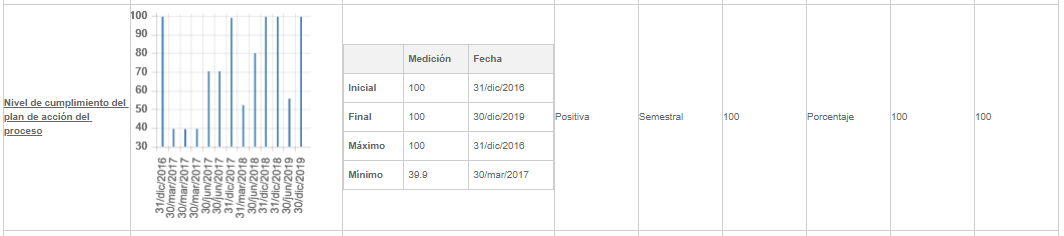 Nivel de cumplimiento del
plan de acción del
proceso
100
90
80
70
60
50
40
30
31/dic/2016
30/mar/2017
30/mar/2017
30/mar/2017
30/jun/2017
30/jun/2017
31/dic/2017
31/mar/2018
30/jun/2018
31/dic/2018
31/dic/2018
30/jun/2019
30/dic/2019
Medición Fecha
Inicial 100 31/dic/2016
Final 100 30/dic/2019
Máximo 100 31/dic/2016
Mínimo 39.9 30/mar/2017
Positiva
Semestral
100
Porcentaje
100
100